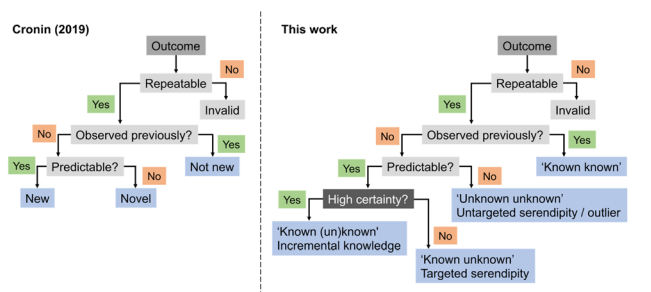 Cronin (2019)
Outcome
No
Repeatable
Yes
Invalid
No
Observed previously?
Yes
Yes
Predictable?
Not new
No
New
Novel
This work
Outcome
No
Repeatable
Yes
Invalid
No
Observed previously?
Yes
Yes
Predictable?
'Known known'
No
Yes
High certainty?
'Unknown unknown'
Untargeted serendipity / outlier
'Known (un)known'
Incremental knowledge
No
'Known unknown'
Targeted serendipity